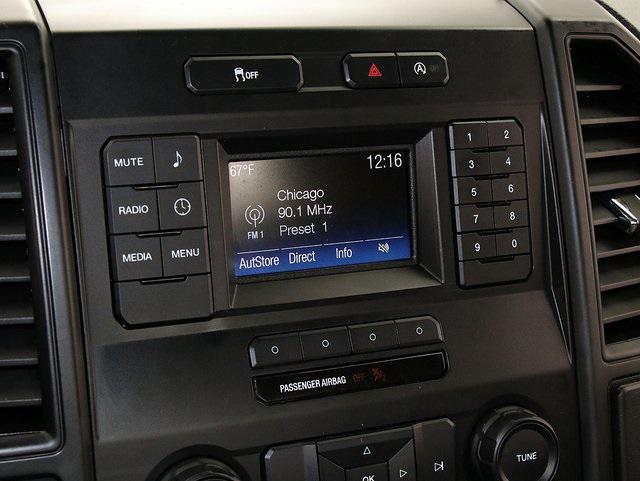 OFF
MUTE
RADIO
MEDIA MENU
67°F 12:16
Chicago
90.1 MHz
Preset 1
FM 1
AutStore Direct Info
1 2
3 4
5 6
7 8
9 0
PASSENGER AIRBAG OFF
OK
TUNE